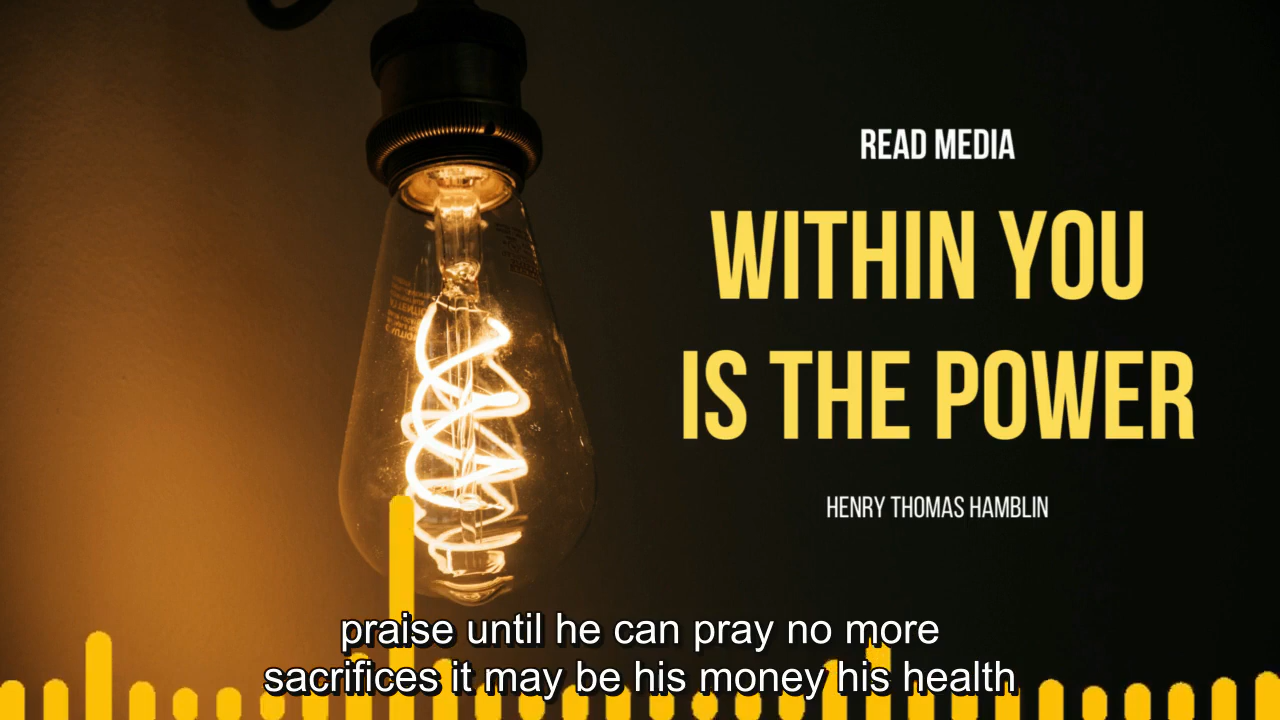 READ MEDIA
WITHIN YOU
IS THE POWER
HENRY THOMAS HAMBLIN
praise until he can pray no more
sacrifices it may be his money his health